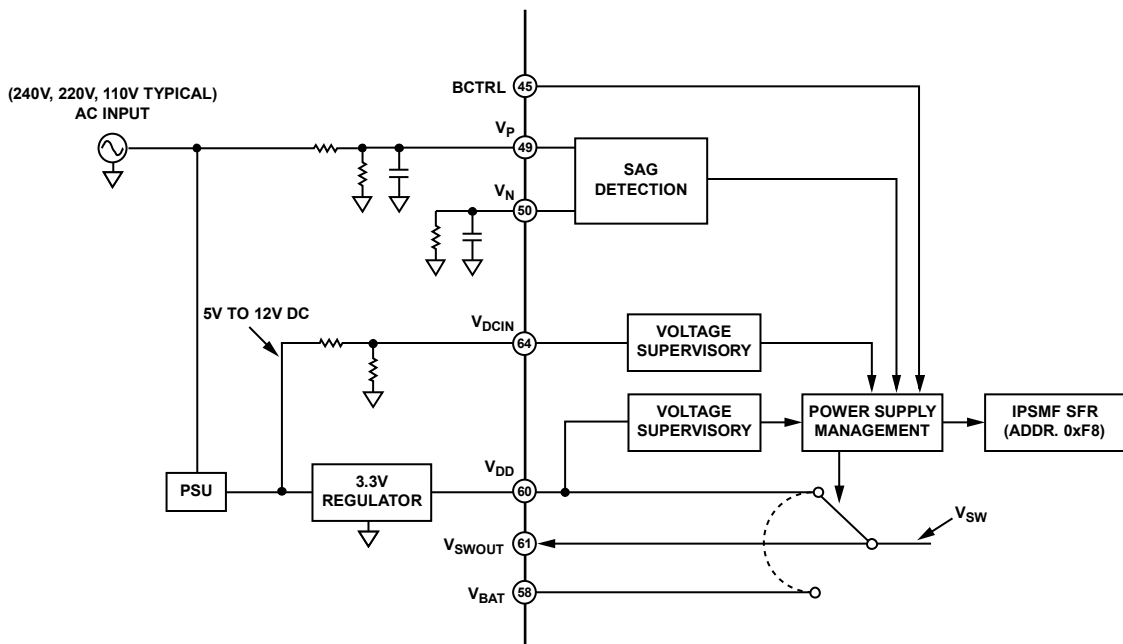 (240V, 220V, 110V TYPICAL)
AC INPUT
BCTRL
45
VP
49
SAG
DETECTION
VN
50
5V TO 12V DC
VDCIN
64
VOLTAGE
SUPERVISORY
VOLTAGE
SUPERVISORY
POWER SUPPLY
MANAGEMENT
IPSMF SFR
(ADDR. 0xF8)
PSU
3.3V
REGULATOR
VDD
60
VSW
VSWOUT
61
VBAT
58